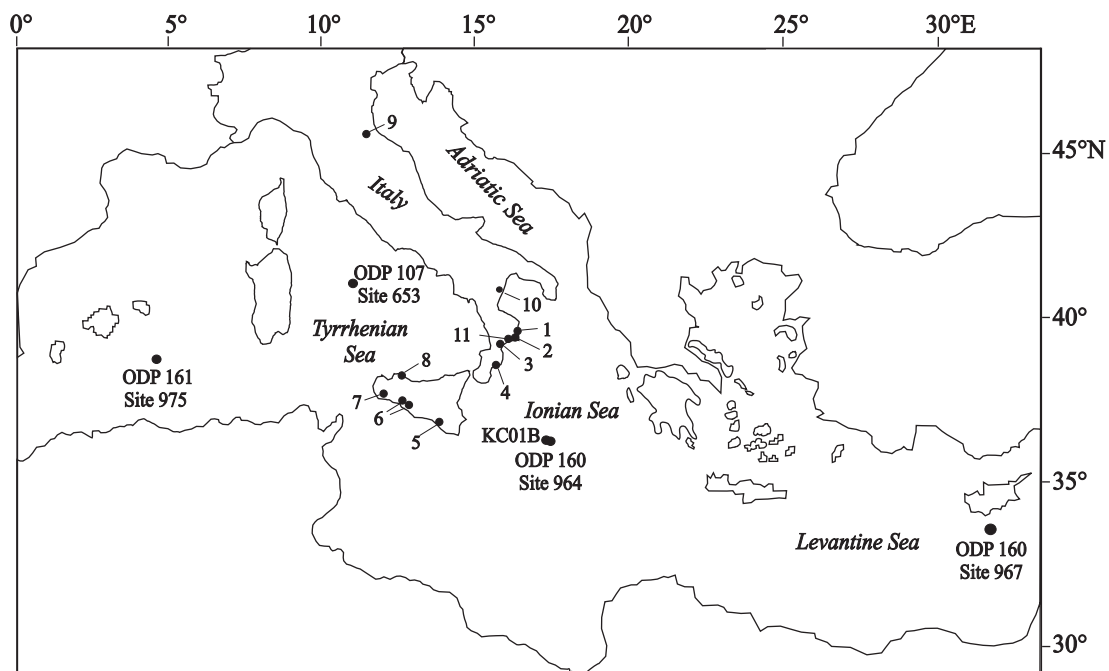 0° 5° 10° 15° 20° 25° 30°E
9
45°N
Adriatic Sea
Italy
ODP 107
Site 653
10
40°N
Tyrrhenian
Sea
11
1
2
3
4
8
7
6
5
ODP 161
Site 975
Ionian Sea
KC01B
ODP 160
Site 964
35°N
Levantine Sea
ODP 160
Site 967
30°N